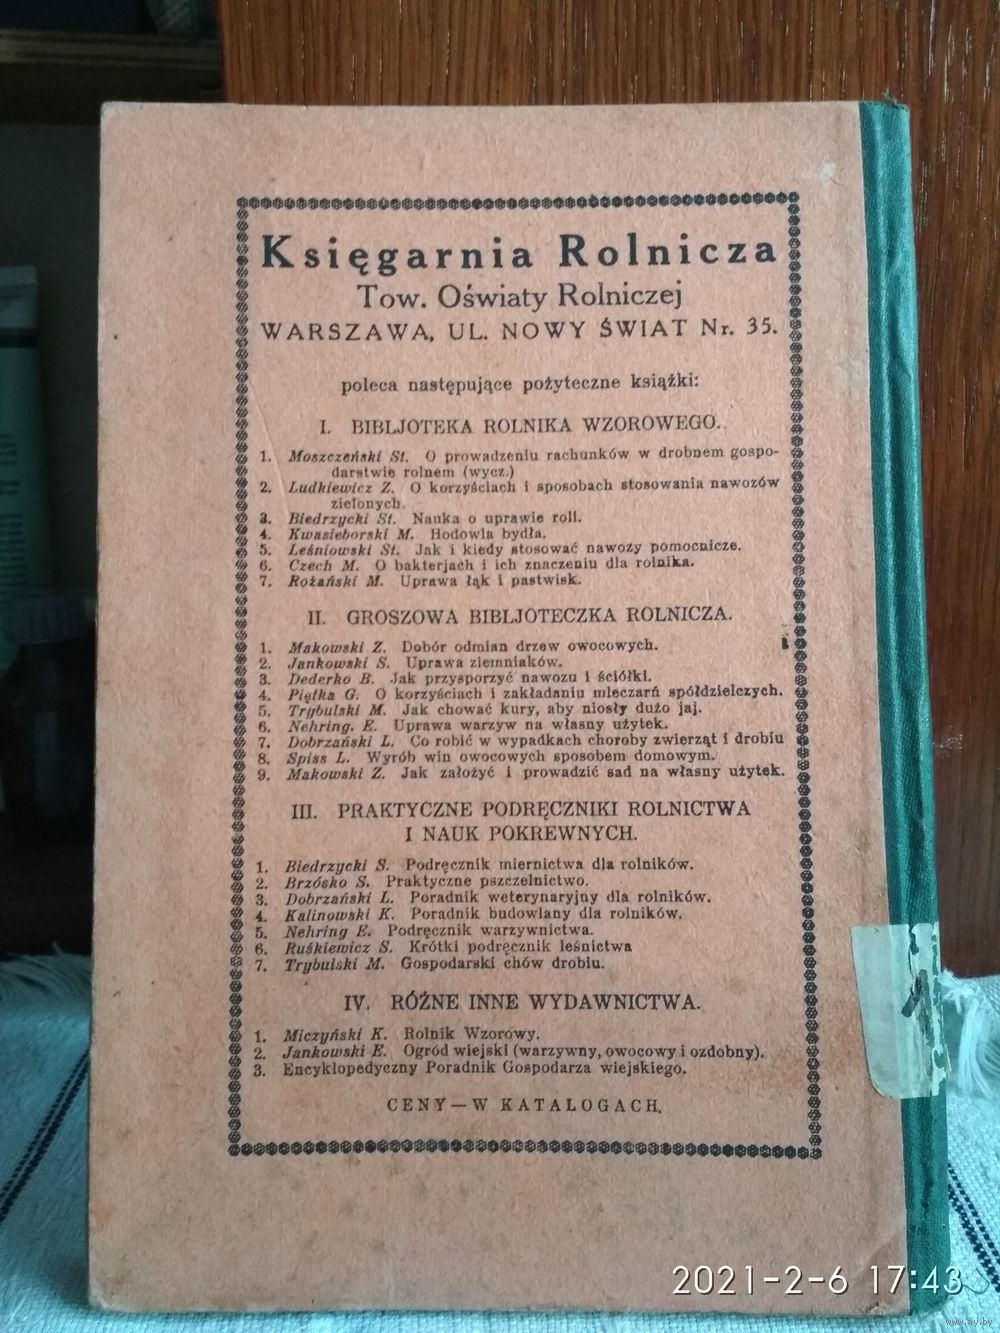 Księgarnia Rolnicza
Tow. Oświaty Rolniczej
WARSZAWA, UL. NOWY ŚWIAT Nr. 35.
poleca następujące pożyteczne książki:
I. BIBLJOTEKA ROLNIKA WZOROWEGO.
1. Moszczeński St. O prowadzeniu rachunków w drobnem gospo-
darstwie rolnem (wycz.)
2. Ludkiewicz Z. O korzyściach i sposobach stosowania nawozów
zielonych.
3. Biedrzycki St. Nauka o uprawie roli.
4. Kwasieborski M. Hodowla bydła.
5. Leśniowski St. Jak i kiedy stosować nawozy pomocnicze.
6. Czech M. O bakterjach i ich znaczeniu dla rolnika.
7. Rożański M. Uprawa łąk i pastwisk.
II. GROSZOWA BIBLJOTECZKA ROLNICZA.
1. Makowski Z. Dobór odmian drzew owocowych.
2. Jankowski S. Uprawa ziemniaków.
3. Dederko B. Jak przysporzyć nawozu i ściółki.
4. Piętka G. O korzyściach i zakładaniu mleczarń spółdzielczych.
5. Trybulski M. Jak chować kury, aby niosły dużo jaj.
6. Nehring. E. Uprawa warzyw na własny użytek.
7. Dobrzański L. Co robić w wypadkach choroby zwierząt i drobiu
8. Spiss L. Wyrób win owocowych sposobem domowym.
9. Makowski Z. Jak założyć i prowadzić sad na własny użytek.
III. PRAKTYCZNE PODRĘCZNIKI ROLNICTWA
I NAUK POKREWNYCH.
1. Biedrzycki S. Podręcznik miernictwa dla rolników.
2. Brzósko S. Praktyczne pszczelnictwo.
3. Dobrzański L. Poradnik weterynaryjny dla rolników.
4. Kalinowski K. Poradnik budowlany dla rolników.
5. Nehring E. Podręcznik warzywnictwa.
6. Ruśkiewicz S. Krótki podręcznik leśnictwa
7. Trybulski M. Gospodarski chów drobiu.
IV. RÓŻNE INNE WYDAWNICTWA.
1. Miczyński K. Rolnik Wzorowy.
2. Jankowski E. Ogród wiejski (warzywny, owocowy i ozdobny).
3. Encyklopedyczny Poradnik Gospodarza wiejskiego.
CENY—W KATALOGACH.
2021-2-6 17:43
www.ay.by